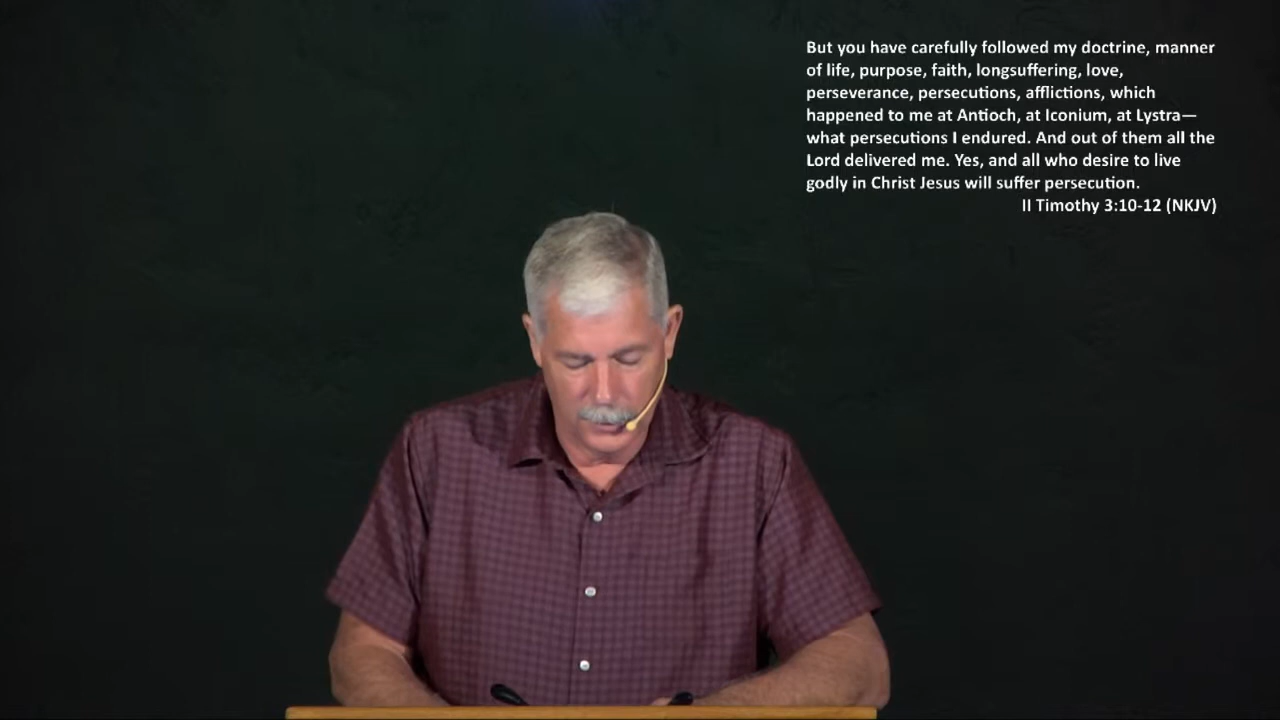 But you have carefully followed my doctrine, manner
of life, purpose, faith, longsuffering, love,
perseverance, persecutions, afflictions, which
happened to me at Antioch, at Iconium, at Lystra—
what persecutions I endured. And out of them all the
Lord delivered me. Yes, and all who desire to live
godly in Christ Jesus will suffer persecution.
II Timothy 3:10-12 (NKJV)